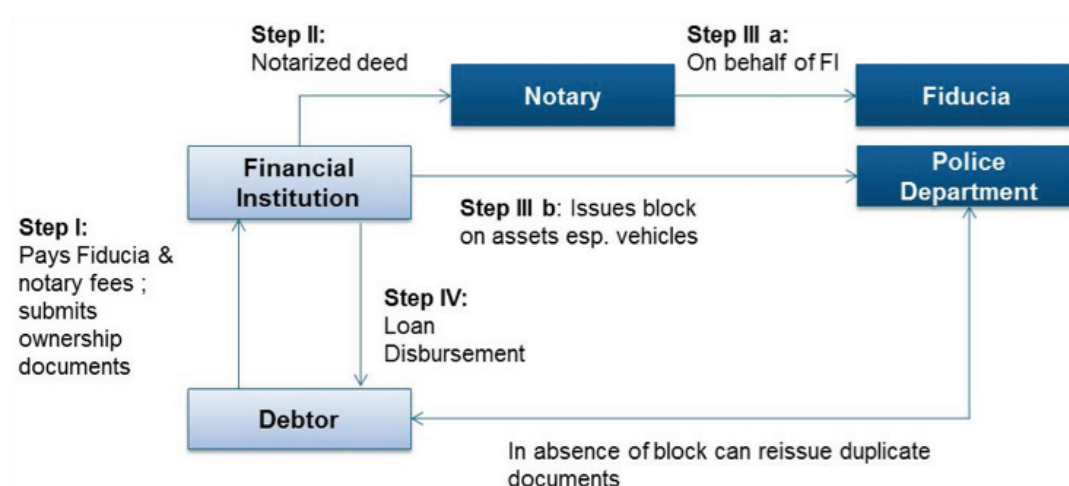 Step II:
Notarized deed
Step III a:
On behalf of FI
Notary
Fiducia
Financial
Institution
Police
Department
Step III b: Issues block
on assets esp. vehicles
Step I:
Pays Fiducia &
notary fees ;
submits
ownership
documents
Step IV:
Loan
Disbursement
Debtor
In absence of block can reissue duplicate
documents